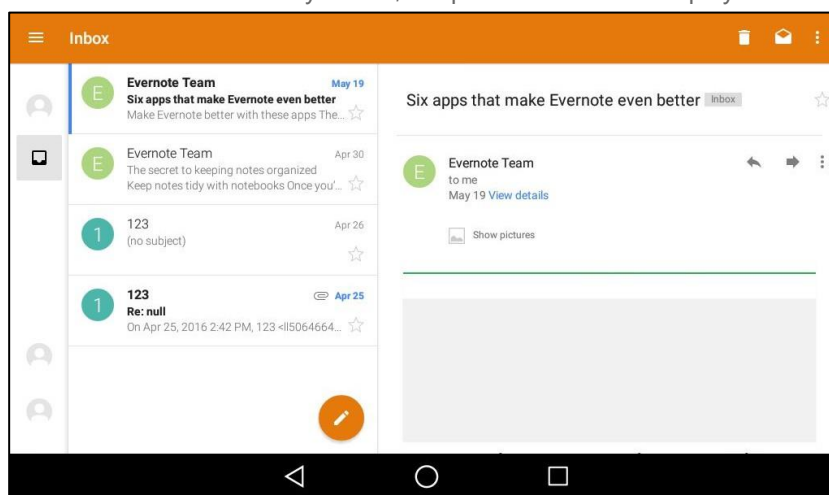 Inbox
E
Evernote Team May 19
Six apps that make Evernote even better
Make Evernote better with these apps The...
E
Evernote Team Apr 30
The secret to keeping notes organized
Keep notes tidy with notebooks Once you'...
1
123 Apr 26
(no subject)
1
123 Apr 25
Re: null
On Apr 25, 2016 2:42 PM, 123 <ll5064664...
Six apps that make Evernote even better Inbox
E
Evernote Team
to me
May 19 View details
Show pictures